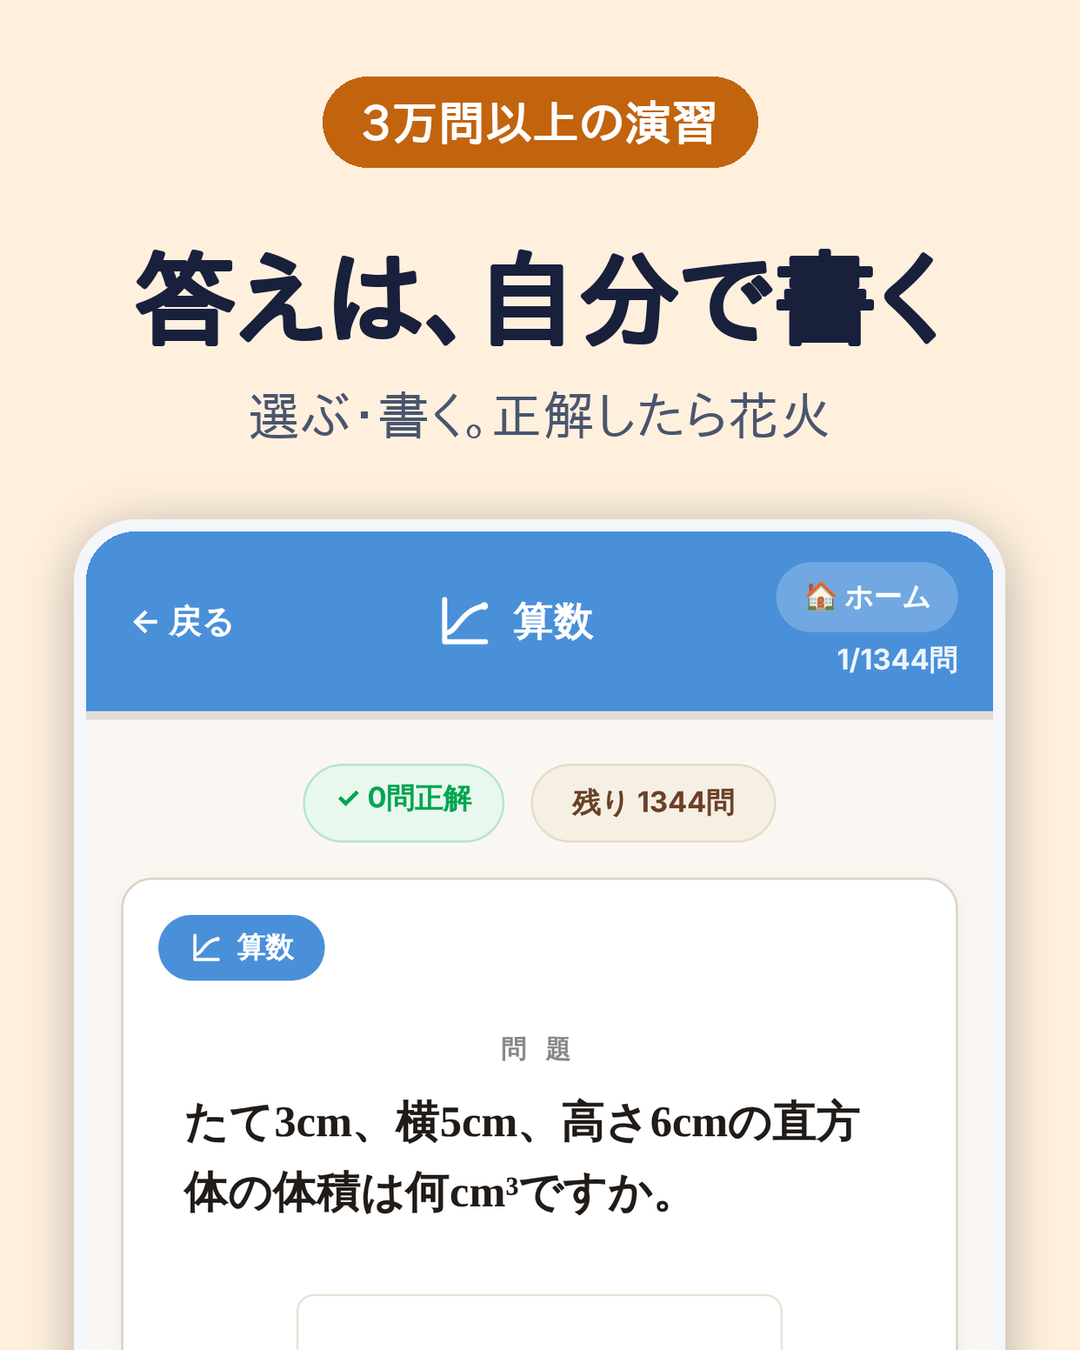 3万問以上の演習
答えは、自分で書く
選ぶ・書く。正解したら花火
← 戻る
算数
🏠 ホーム
1/1344問
✓ 0問正解
残り 1344問
算数
問題
たて3cm、横5cm、高さ6cmの直方
体の体積は何cm³ですか。